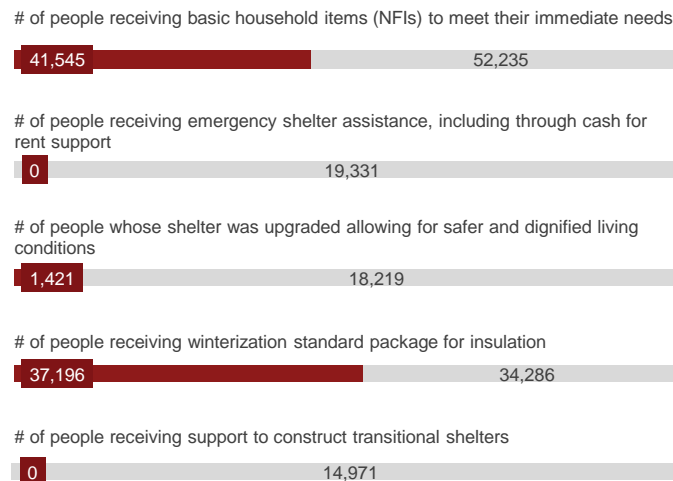 # of people receiving basic household items (NFIs) to meet their immediate needs
41,545 52,235
# of people receiving emergency shelter assistance, including through cash for
rent support
0 19,331
# of people whose shelter was upgraded allowing for safer and dignified living
conditions
1,421 18,219
# of people receiving winterization standard package for insulation
37,196 34,286
# of people receiving support to construct transitional shelters
0 14,971